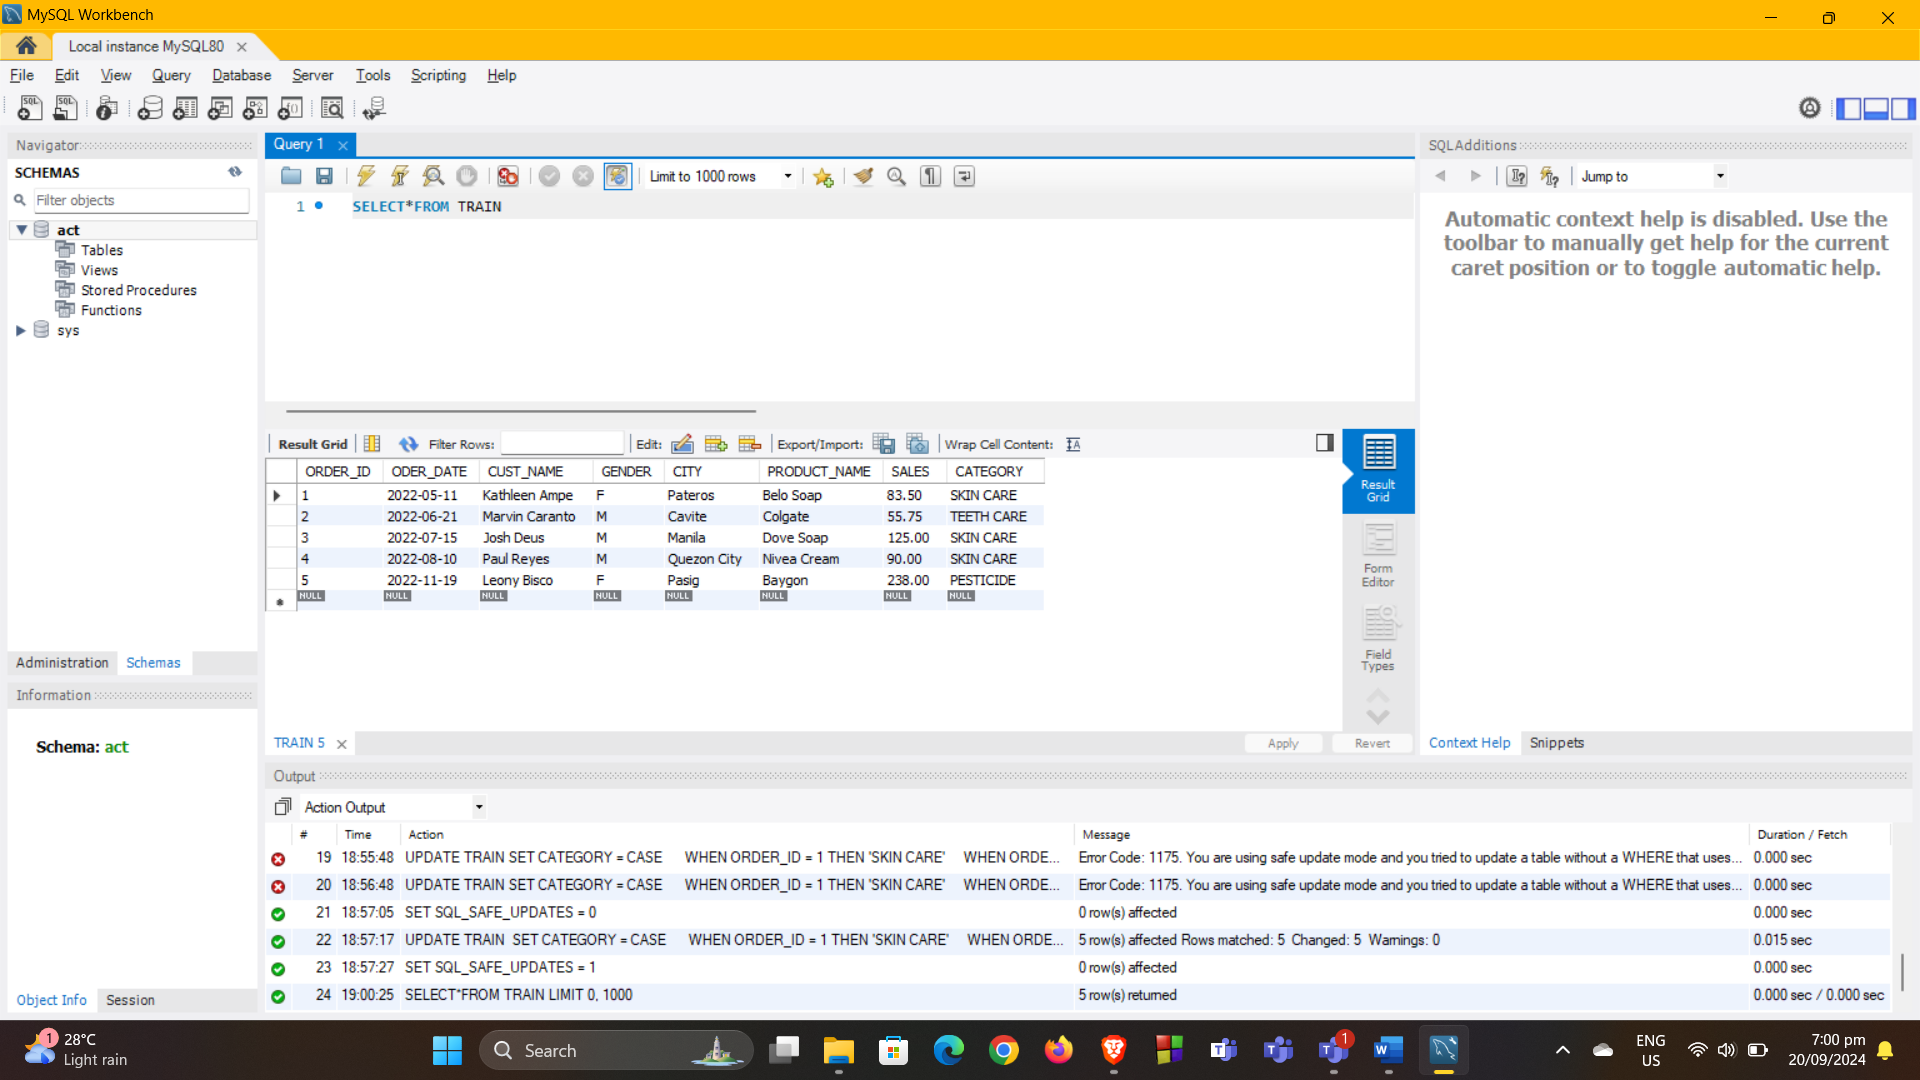 MySQL Workbench
Local instance MySQL80
File Edit View Query Database Server Tools Scripting Help
Navigator
SCHEMAS
Filter objects
act
Tables
Views
Stored Procedures
Functions
sys
Administration Schemas
Information
Schema: act
Object Info Session
Query 1
Limit to 1000 rows
1 SELECT*FROM TRAIN
Result Grid Filter Rows: Edit: Export/Import: Wrap Cell Content:
ORDER_ID ODER_DATE CUST_NAME GENDER CITY PRODUCT_NAME SALES CATEGORY
1 2022-05-11 Kathleen Ampe F Pateros Belo Soap 83.50 SKIN CARE
2 2022-06-21 Marvin Caranto M Cavite Colgate 55.75 TEETH CARE
3 2022-07-15 Josh Deus M Manila Dove Soap 125.00 SKIN CARE
4 2022-08-10 Paul Reyes M Quezon City Nivea Cream 90.00 SKIN CARE
5 2022-11-19 Leony Bisco F Pasig Baygon 238.00 PESTICIDE
NULL NULL NULL NULL NULL NULL NULL NULL
Result
Grid
Form
Editor
Field
Types
TRAIN 5
Apply Revert
SQLAdditions
Jump to
Automatic context help is disabled. Use the
toolbar to manually get help for the current
caret position or to toggle automatic help.
Context Help Snippets
Output
Action Output
# Time Action Message Duration / Fetch
19 18:55:48 UPDATE TRAIN SET CATEGORY = CASE WHEN ORDER_ID = 1 THEN 'SKIN CARE' WHEN ORDE... Error Code: 1175. You are using safe update mode and you tried to update a table without a WHERE that uses... 0.000 sec
20 18:56:48 UPDATE TRAIN SET CATEGORY = CASE WHEN ORDER_ID = 1 THEN 'SKIN CARE' WHEN ORDE... Error Code: 1175. You are using safe update mode and you tried to update a table without a WHERE that uses... 0.000 sec
21 18:57:05 SET SQL_SAFE_UPDATES = 0 0 row(s) affected 0.000 sec
22 18:57:17 UPDATE TRAIN SET CATEGORY = CASE WHEN ORDER_ID = 1 THEN 'SKIN CARE' WHEN ORDE... 5 row(s) affected Rows matched: 5 Changed: 5 Warnings: 0 0.015 sec
23 18:57:27 SET SQL_SAFE_UPDATES = 1 0 row(s) affected 0.000 sec
24 19:00:25 SELECT*FROM TRAIN LIMIT 0, 1000 5 row(s) returned 0.000 sec / 0.000 sec
1
28°C
Light rain
Search
1
ENG
US
7:00 pm
20/09/2024